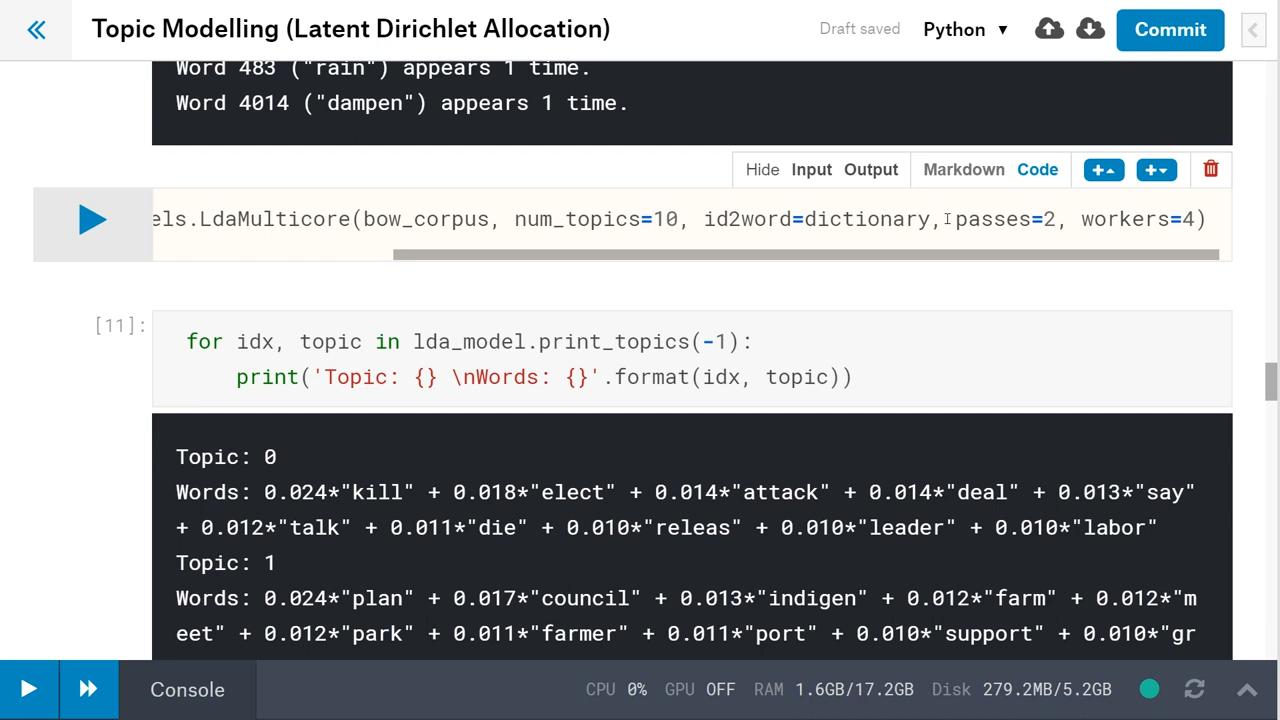 Topic Modelling (Latent Dirichlet Allocation) Draft saved Python ▼ Commit
Word 483 ("rain") appears 1 time.
Word 4014 ("dampen") appears 1 time.
Hide Input Output Markdown Code
els.LdaMulticore(bow_corpus, num_topics=10, id2word=dictionary, passes=2, workers=4)
[11]:
for idx, topic in lda_model.print_topics(-1):
print('Topic: {} \nWords: {}'.format(idx, topic))
Topic: 0
Words: 0.024*"kill" + 0.018*"elect" + 0.014*"attack" + 0.014*"deal" + 0.013*"say"
+ 0.012*"talk" + 0.011*"die" + 0.010*"releas" + 0.010*"leader" + 0.010*"labor"
Topic: 1
Words: 0.024*"plan" + 0.017*"council" + 0.013*"indigen" + 0.012*"farm" + 0.012*"m
eet" + 0.012*"park" + 0.011*"farmer" + 0.011*"port" + 0.010*"support" + 0.010*"gr
Console CPU 0% GPU OFF RAM 1.6GB/17.2GB Disk 279.2MB/5.2GB